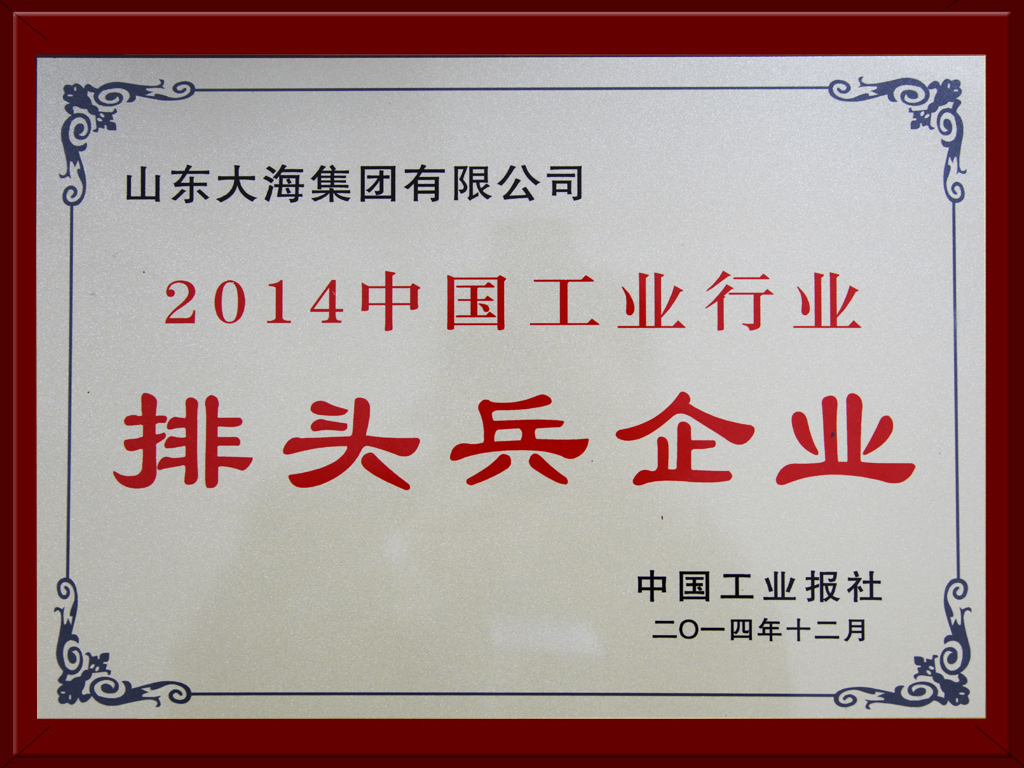 山东大海集团有限公司
2014中国工业行业
排头兵企业
中国工业报社
二〇一四年十二月